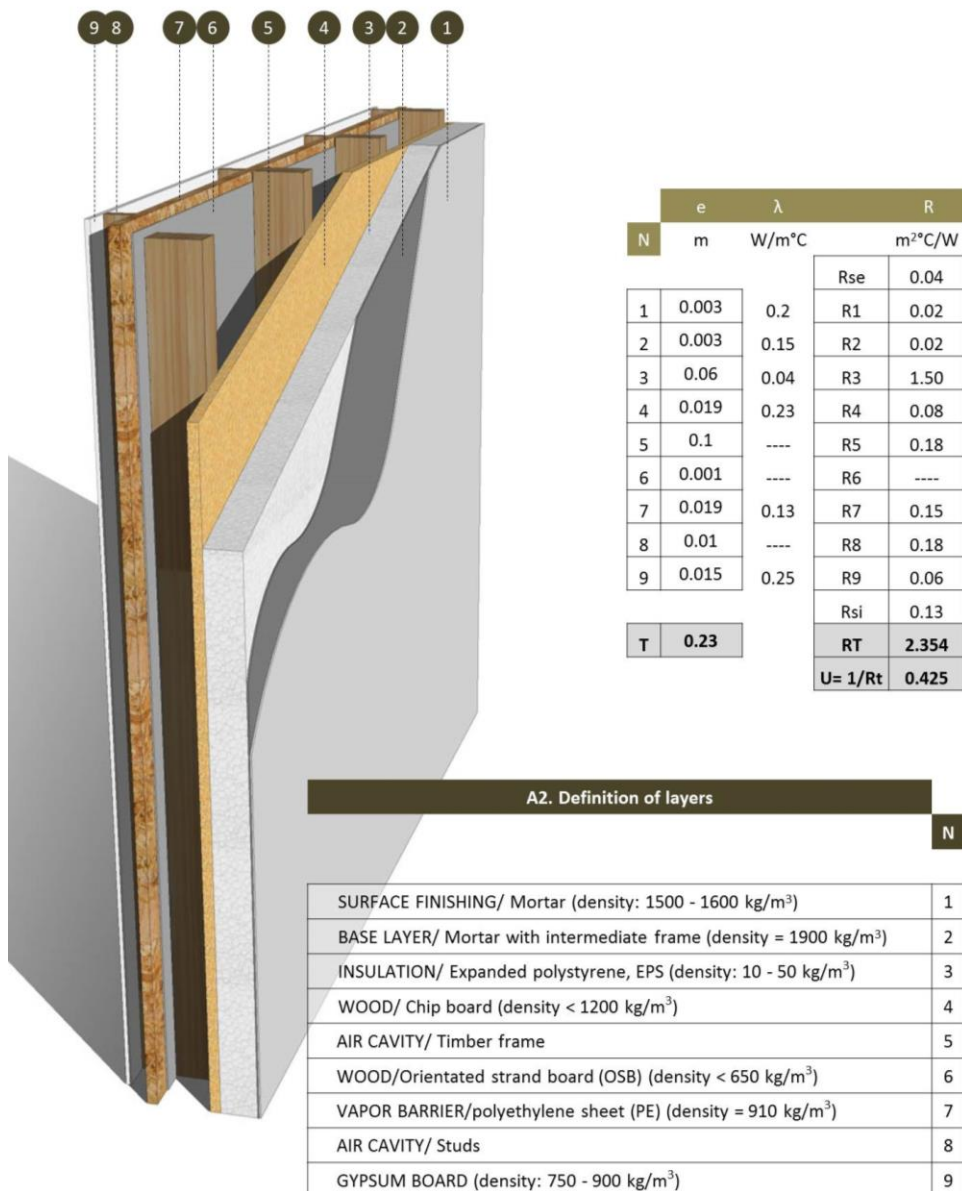 9 8 7 6 5 4 3 2 1
e λ R
N m W/m°C m²°C/W
Rse 0.04
1 0.003 0.2 R1 0.02
2 0.003 0.15 R2 0.02
3 0.06 0.04 R3 1.50
4 0.019 0.23 R4 0.08
5 0.1 ---- R5 0.18
6 0.001 ---- R6 ----
7 0.019 0.13 R7 0.15
8 0.01 ---- R8 0.18
9 0.015 0.25 R9 0.06
Rsi 0.13
T 0.23 RT 2.354
U= 1/Rt 0.425
A2. Definition of layers
N
SURFACE FINISHING/ Mortar (density: 1500 - 1600 kg/m³) 1
BASE LAYER/ Mortar with intermediate frame (density = 1900 kg/m³) 2
INSULATION/ Expanded polystyrene, EPS (density: 10 - 50 kg/m³) 3
WOOD/ Chip board (density < 1200 kg/m³) 4
AIR CAVITY/ Timber frame 5
WOOD/Orientated strand board (OSB) (density < 650 kg/m³) 6
VAPOR BARRIER/polyethylene sheet (PE) (density = 910 kg/m³) 7
AIR CAVITY/ Studs 8
GYPSUM BOARD (density: 750 - 900 kg/m³) 9